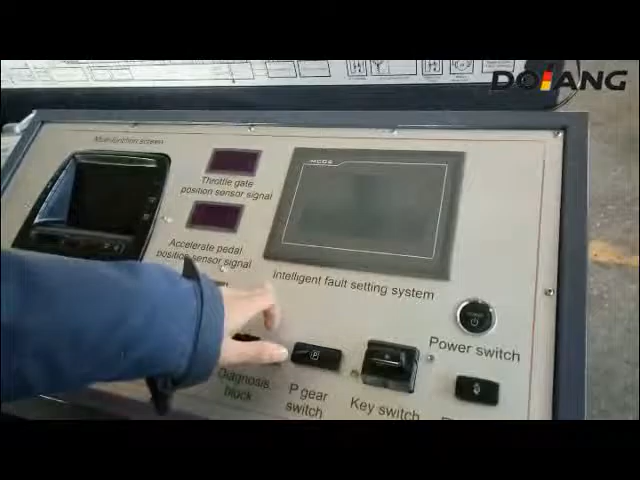 DOLANG
Multifunction screen
Throttle gate
position sensor signal
Accelerate pedal
position sensor signal
MCGS
Intelligent fault setting system
Power switch
P
Diagnosis
block
P gear
switch
Key switch